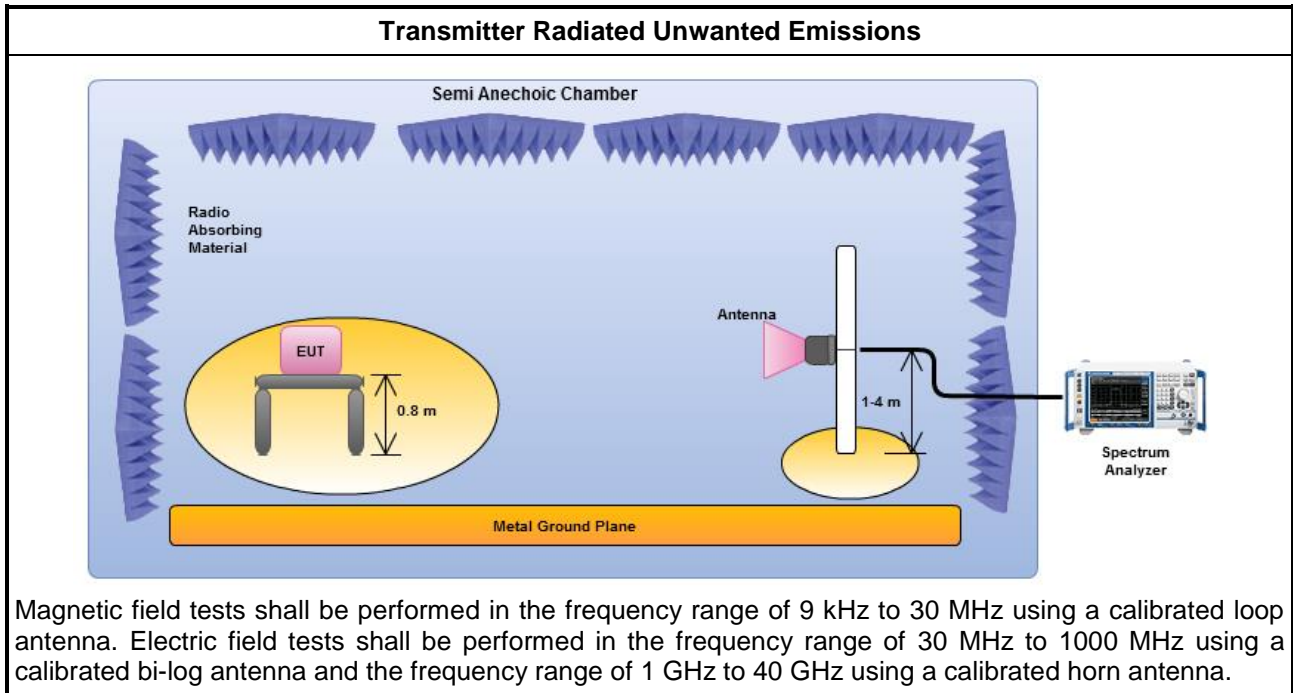 Transmitter Radiated Unwanted Emissions
Semi Anechoic Chamber
Radio
Absorbing
Material
Antenna
EUT
0.8 m
1-4 m
Spectrum
Analyzer
Metal Ground Plane
Magnetic field tests shall be performed in the frequency range of 9 kHz to 30 MHz using a calibrated loop
antenna. Electric field tests shall be performed in the frequency range of 30 MHz to 1000 MHz using a
calibrated bi-log antenna and the frequency range of 1 GHz to 40 GHz using a calibrated horn antenna.